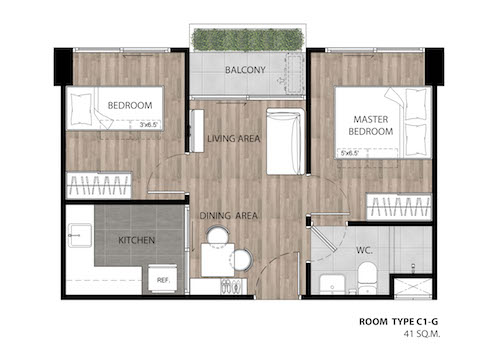 BALCONY
BEDROOM
3'x6.5'
LIVING AREA
MASTER
BEDROOM
5'x6.5'
DINING AREA
KITCHEN
REF.
WC.
ROOM TYPE C1-G
41 SQ.M.